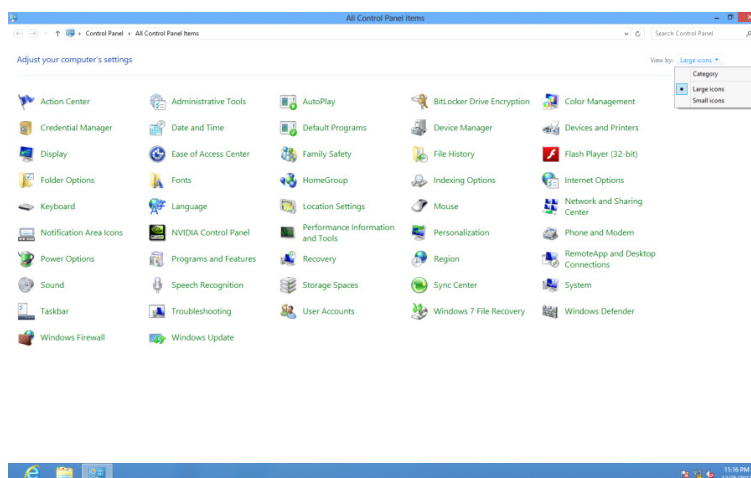 All Control Panel Items
Control Panel All Control Panel Items
Search Control Panel
Adjust your computer's settings
View by: Large icons
Category
Large icons
Small icons
Action Center Administrative Tools AutoPlay BitLocker Drive Encryption Color Management
Credential Manager Date and Time Default Programs Device Manager Devices and Printers
Display Ease of Access Center Family Safety File History Flash Player (32-bit)
Folder Options Fonts HomeGroup Indexing Options Internet Options
Keyboard Language Location Settings Mouse Network and Sharing
Center
Notification Area Icons NVIDIA Control Panel Performance Information
and Tools
Personalization Phone and Modem
Power Options Programs and Features Recovery Region RemoteApp and Desktop
Connections
Sound Speech Recognition Storage Spaces Sync Center System
Taskbar Troubleshooting User Accounts Windows 7 File Recovery Windows Defender
Windows Firewall Windows Update
11:16 PM